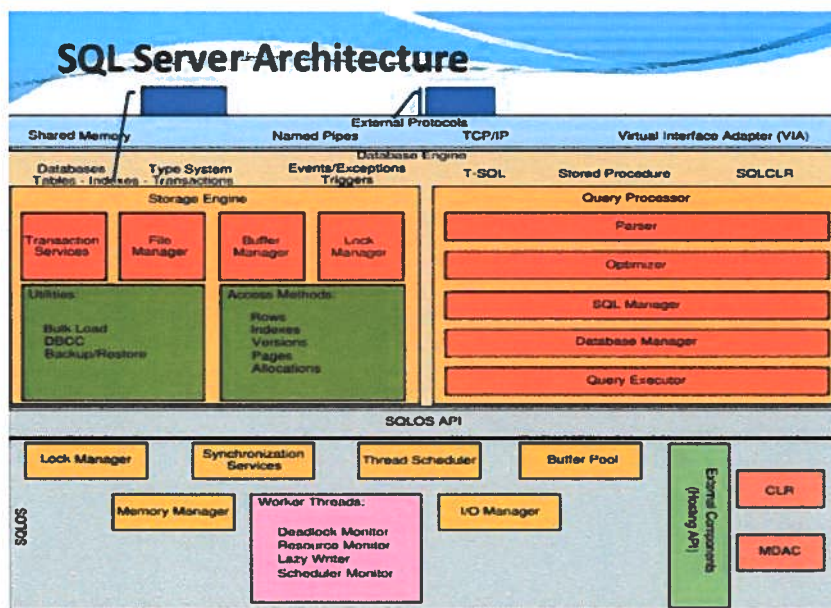 SQL Server Architecture
External Protocols
Shared Memory
Named Pipes
TCP/IP
Virtual Interface Adapter (VIA)
Database Engine
Databases
Tables - Indexes - Transactions
Type System
Events/Exceptions
Triggers
T-SQL
Stored Procedure
SQLCLR
Storage Engine
Transaction
Services
File
Manager
Buffer
Manager
Lock
Manager
Utilities:
Bulk Load
DBCC
Backup/Restore
Access Methods:
Rows
Indexes
Versions
Pages
Allocations
Query Processor
Parser
Optimizer
SQL Manager
Database Manager
Query Executor
SQLOS API
SQLOS
Lock Manager
Synchronization
Services
Thread Scheduler
Buffer Pool
Memory Manager
Worker Threads:
Deadlock Monitor
Resource Monitor
Lazy Writer
Scheduler Monitor
I/O Manager
External Components
(Hosting API)
CLR
MDAC